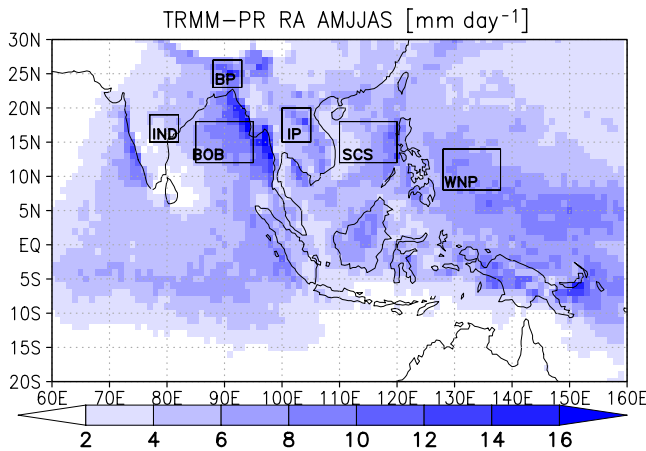 TRMM-PR RA AMJJAS [mm day⁻¹]
30N
25N
20N
15N
10N
5N
EQ
5S
10S
15S
20S
BP
IND
BOB
IP
SCS
WNP
60E 70E 80E 90E 100E 110E 120E 130E 140E 150E 160E
2 4 6 8 10 12 14 16